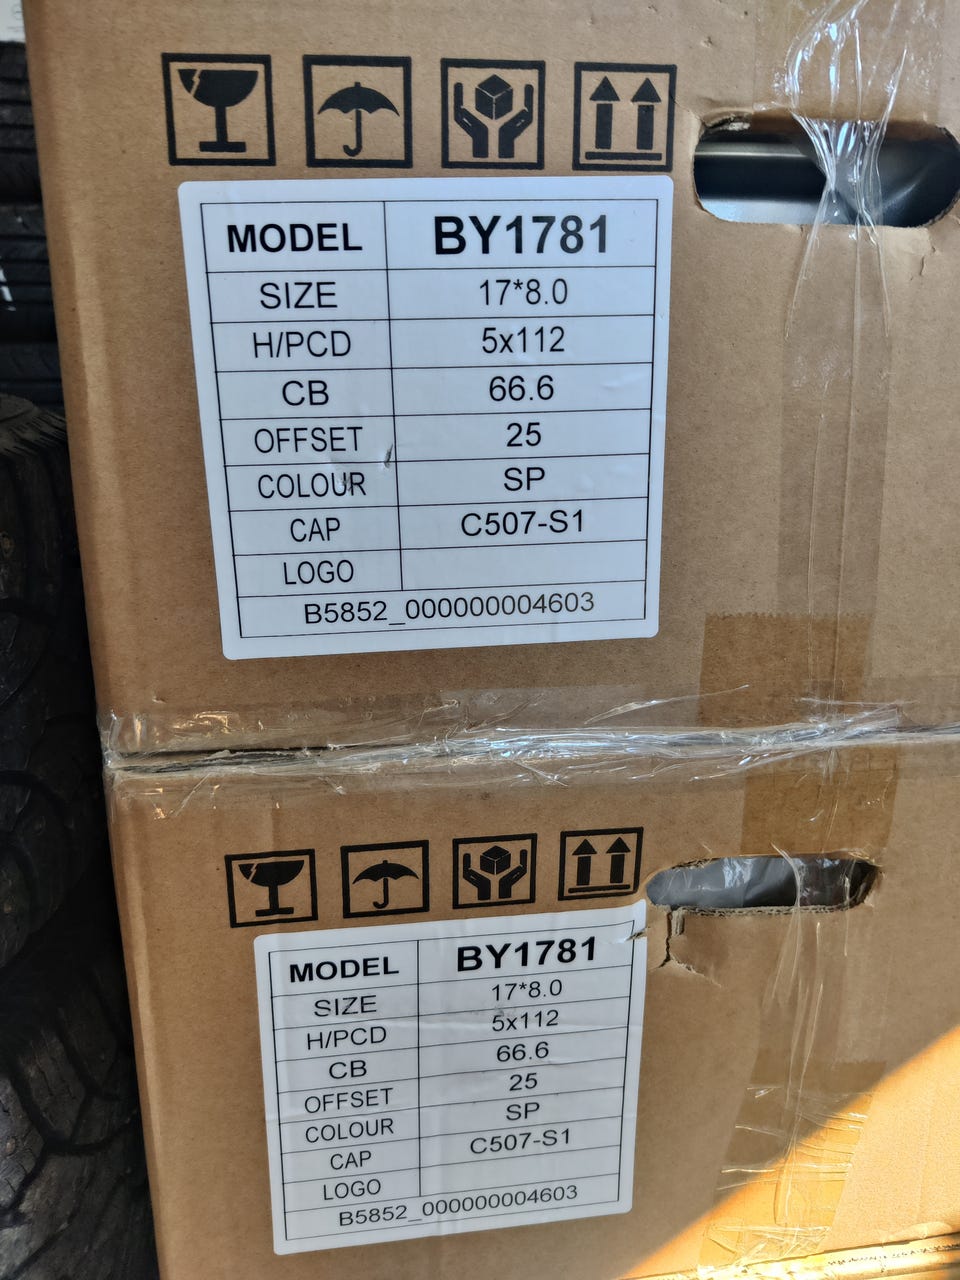 MODEL BY1781
SIZE 17*8.0
H/PCD 5x112
CB 66.6
OFFSET 25
COLOUR SP
CAP C507-S1
LOGO
B5852_000000004603
MODEL BY1781
SIZE 17*8.0
H/PCD 5x112
CB 66.6
OFFSET 25
COLOUR SP
CAP C507-S1
LOGO
B5852_000000004603